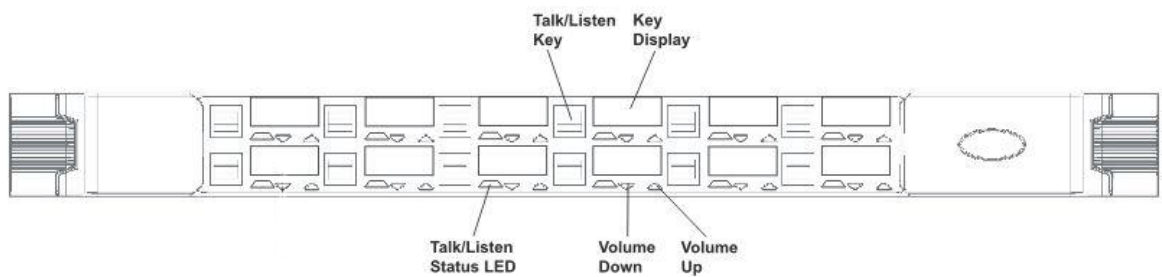 Talk/Listen
Key
Key
Display
Talk/Listen
Status LED
Volume
Down
Volume
Up